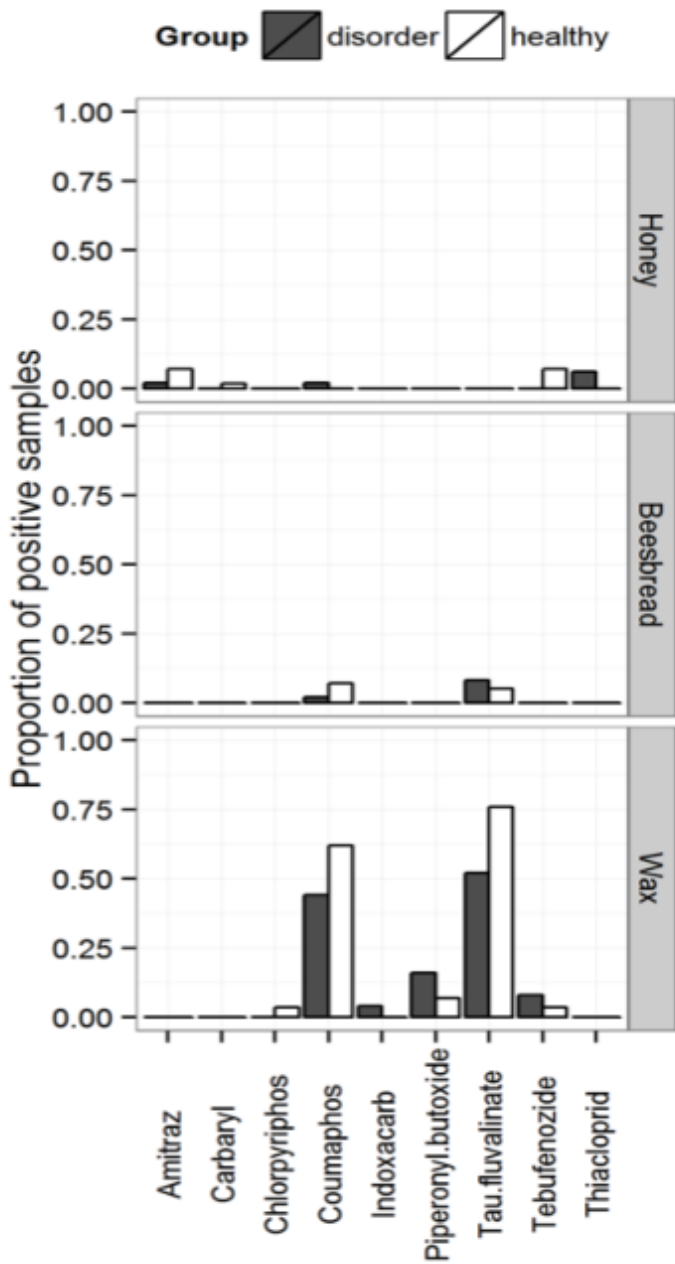 Group disorder healthy
Proportion of positive samples
1.00
0.75
0.50
0.25
0.00
Honey
1.00
0.75
0.50
0.25
0.00
Beesbread
1.00
0.75
0.50
0.25
0.00
Wax
Amitraz
Carbaryl
Chlorpyriphos
Coumaphos
Indoxacarb
Piperonyl.butoxide
Tau.fluvalinate
Tebufenozide
Thiacloprid